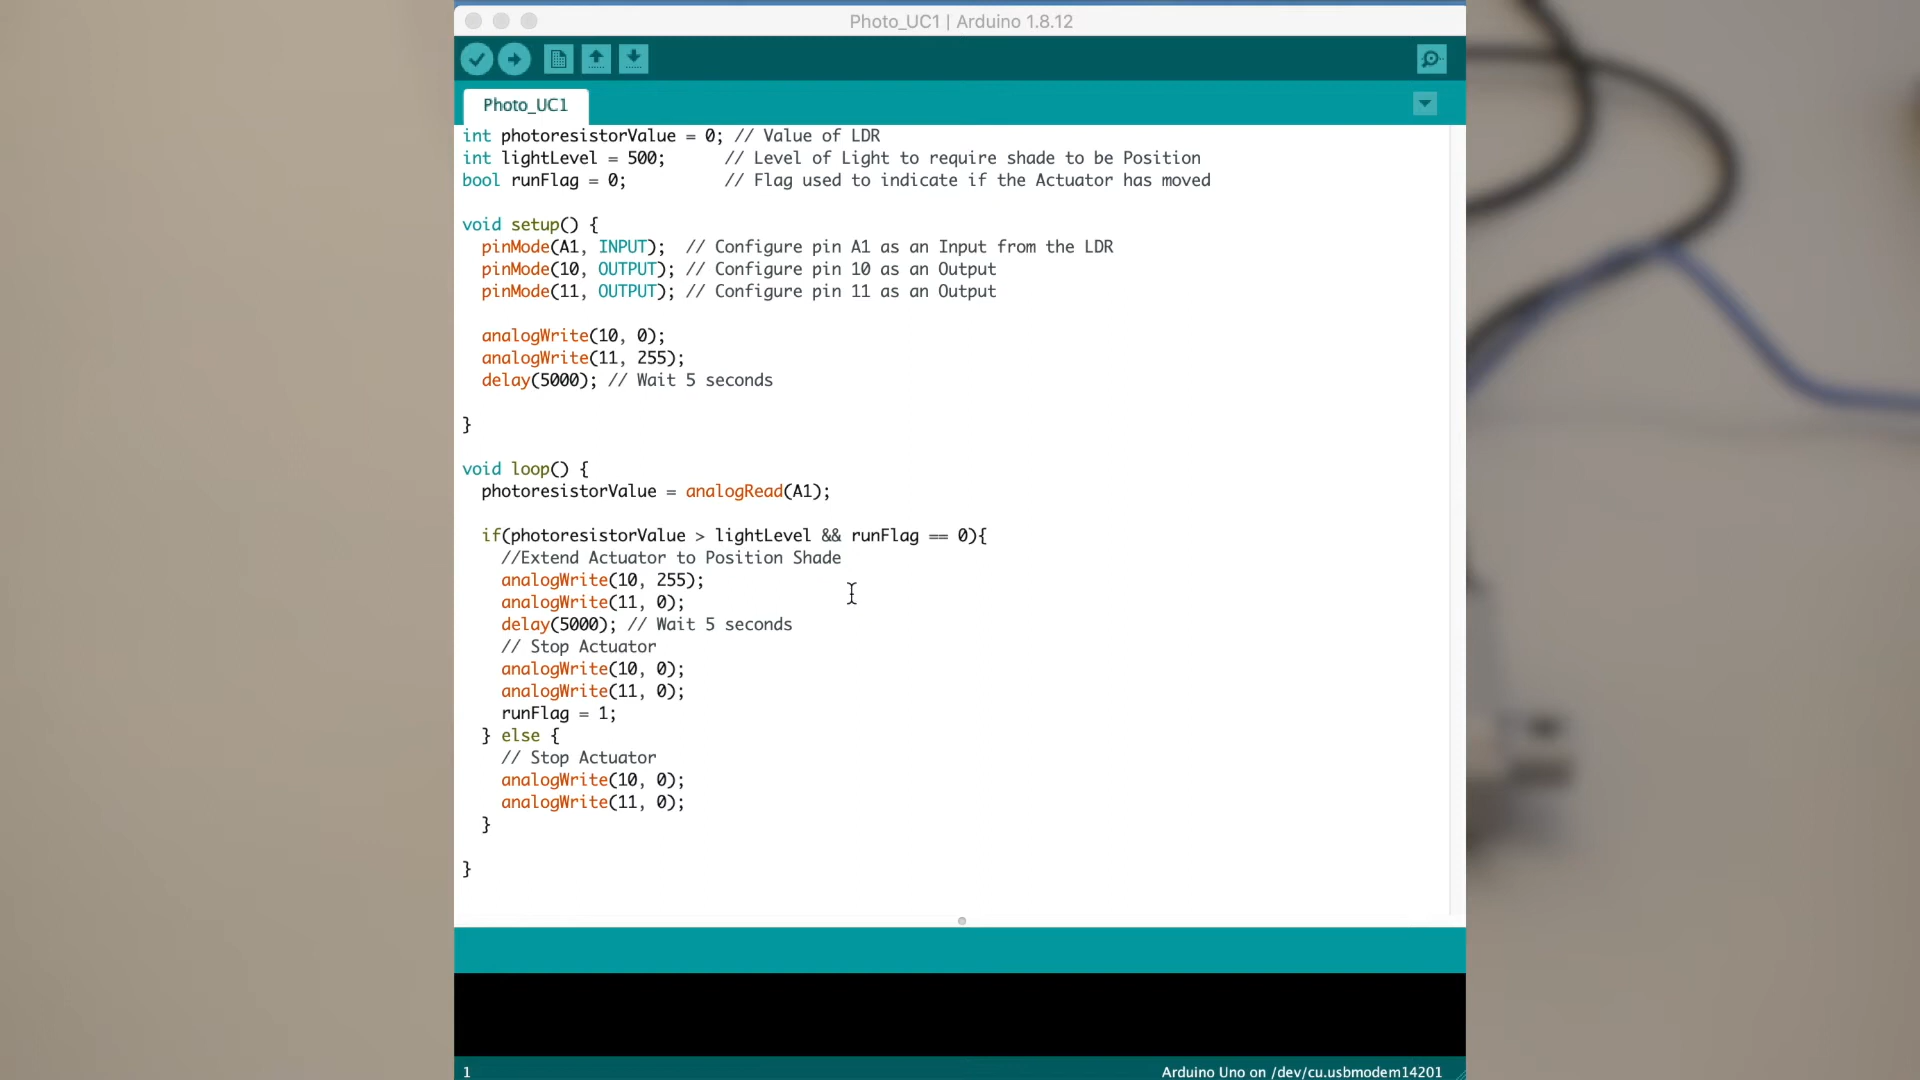 Photo_UC1 | Arduino 1.8.12
Photo_UC1
int photoresistorValue = 0; // Value of LDR
int lightLevel = 500;      // Level of Light to require shade to be Position
bool runFlag = 0;          // Flag used to indicate if the Actuator has moved
void setup() {
  pinMode(A1, INPUT);  // Configure pin A1 as an Input from the LDR
  pinMode(10, OUTPUT); // Configure pin 10 as an Output
  pinMode(11, OUTPUT); // Configure pin 11 as an Output
  analogWrite(10, 0);
  analogWrite(11, 255);
  delay(5000); // Wait 5 seconds
}
void loop() {
  photoresistorValue = analogRead(A1);
  if(photoresistorValue > lightLevel && runFlag == 0){
    //Extend Actuator to Position Shade
    analogWrite(10, 255);
    analogWrite(11, 0);
    delay(5000); // Wait 5 seconds
    // Stop Actuator
    analogWrite(10, 0);
    analogWrite(11, 0);
    runFlag = 1;
  } else {
    // Stop Actuator
    analogWrite(10, 0);
    analogWrite(11, 0);
  }
}
1
Arduino Uno on /dev/cu.usbmodem14201